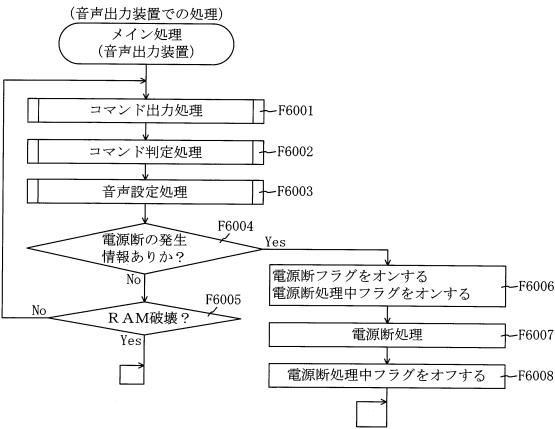 (音声出力装置での処理)
メイン処理
(音声出力装置)
コマンド出力処理
F6001
コマンド判定処理
F6002
音声設定処理
F6003
電源断の発生
情報ありか?
F6004
Yes
No
電源断フラグをオンする
電源断処理中フラグをオンする
F6006
RAM破壊?
F6005
No
Yes
電源断処理
F6007
電源断処理中フラグをオフする
F6008